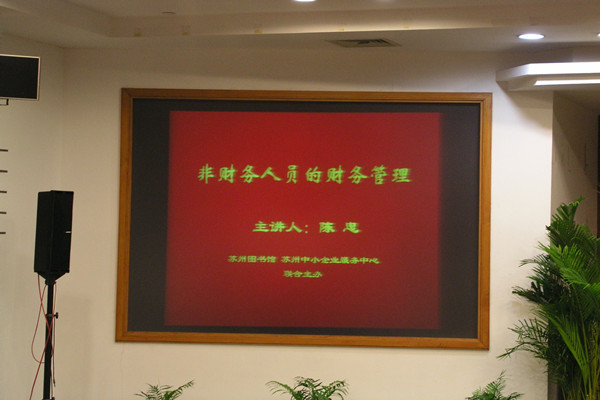 非财务人员的财务管理
主讲人：陈 忠
苏州图书馆 苏州中小企业服务中心
联合主办